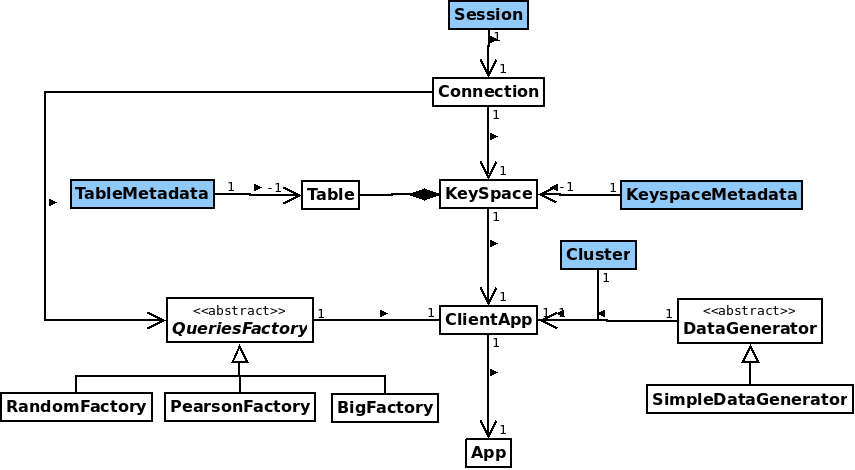 Session
1
1
Connection
1
1
TableMetadata
1
-1
Table
KeySpace
-1
1
KeyspaceMetadata
1
Cluster
1
1
<<abstract>>
QueriesFactory
1
1
ClientApp
1
-1
1
<<abstract>>
DataGenerator
1
RandomFactory
PearsonFactory
BigFactory
SimpleDataGenerator
1
App